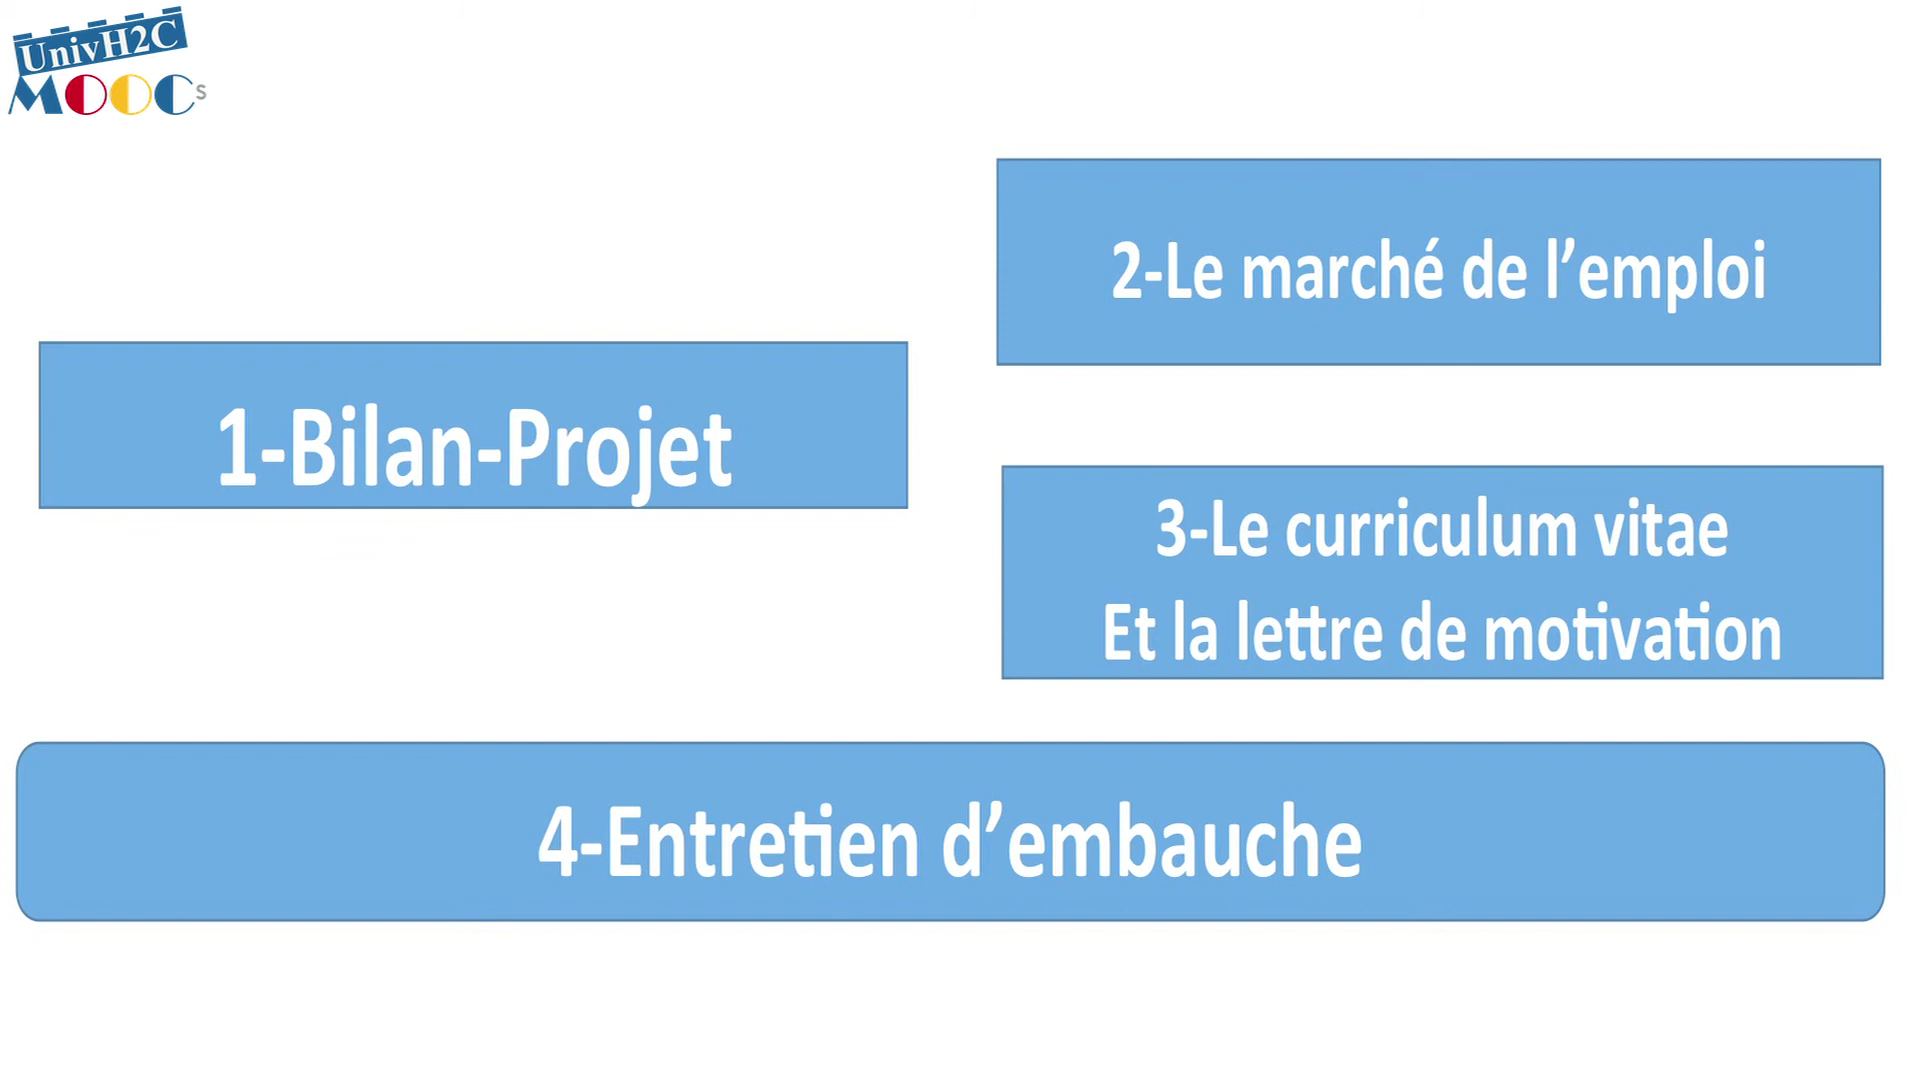 UnivH2C
MOOCs
1-Bilan-Projet
2-Le marché de l’emploi
3-Le curriculum vitae
Et la lettre de motivation
4-Entretien d’embauche